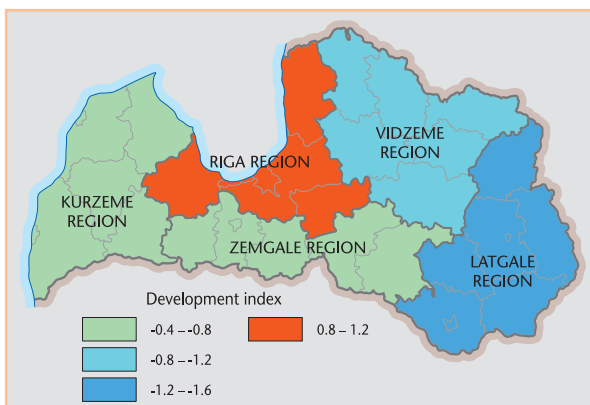 RIGA REGION
VIDZEME
REGION
KURZEME
REGION
ZEMGALE REGION
LATGALE
REGION
Development index
-0.4 – -0.8
0.8 – 1.2
-0.8 – -1.2
-1.2 – -1.6